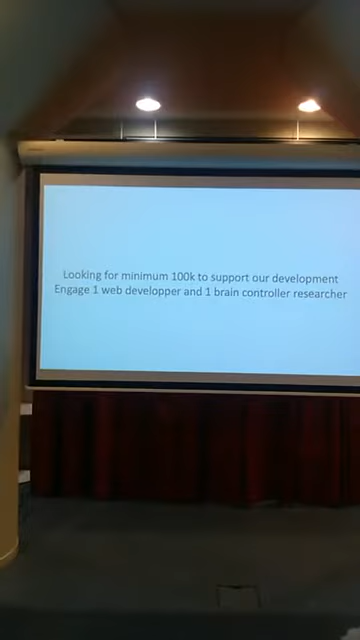 Looking for minimum 100k to support our development
Engage 1 web developper and 1 brain controller researcher